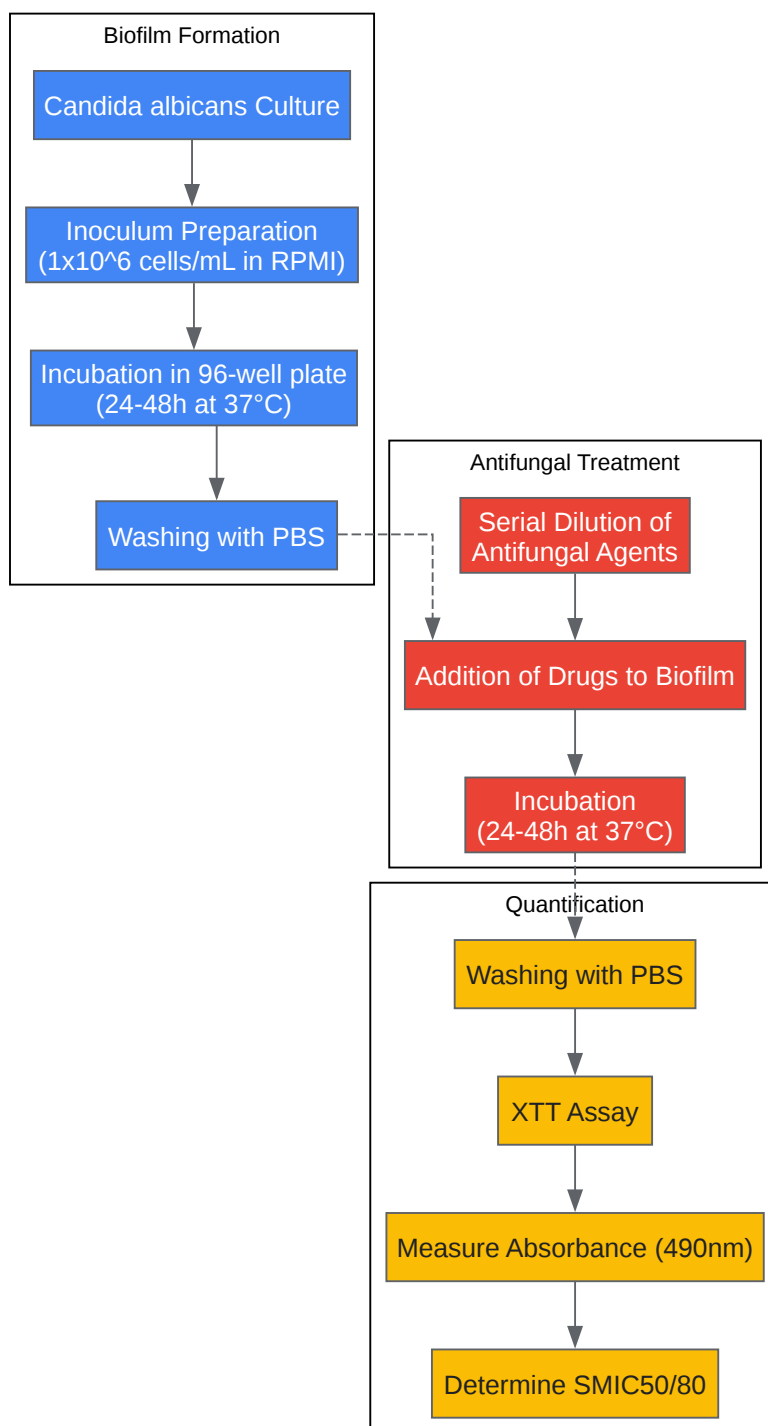 Biofilm Formation
Candida albicans Culture
Inoculum Preparation
(1x10^6 cells/mL in RPMI)
Incubation in 96-well plate
(24-48h at 37°C)
Washing with PBS
Antifungal Treatment
Serial Dilution of
Antifungal Agents
Addition of Drugs to Biofilm
Incubation
(24-48h at 37°C)
Quantification
Washing with PBS
XTT Assay
Measure Absorbance (490nm)
Determine SMIC50/80